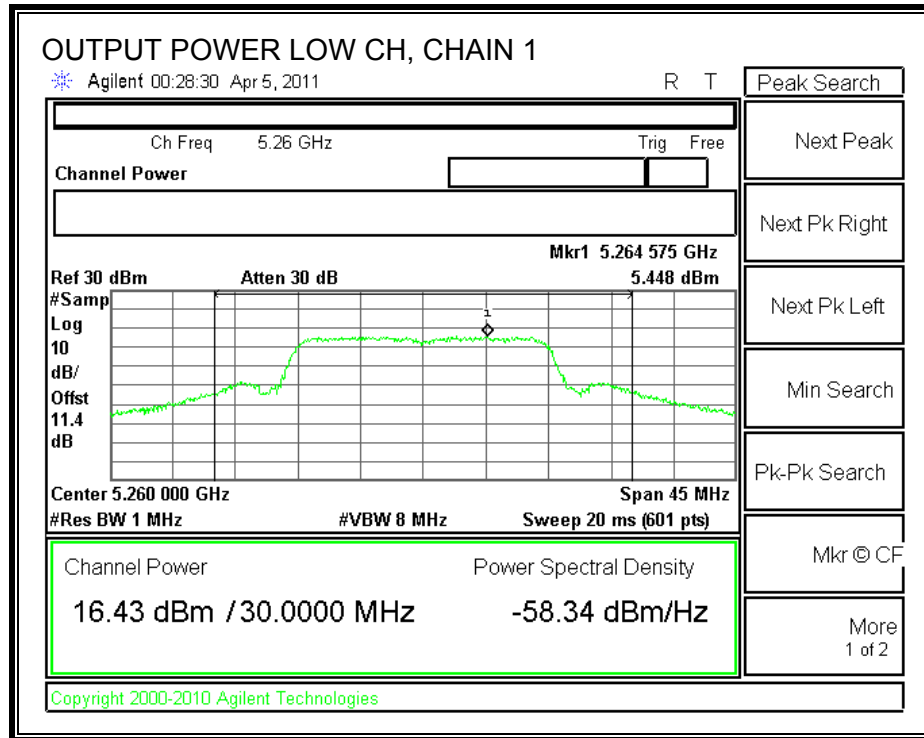 OUTPUT POWER LOW CH, CHAIN 1
Agilent 00:28:30 Apr 5, 2011 R T
Peak Search
Ch Freq 5.26 GHz Trig Free
Channel Power
Next Peak
Next Pk Right
Mkr1 5.264 575 GHz
Ref 30 dBm Atten 30 dB 5.448 dBm
#Samp
Log
10
dB/
Offst
11.4
dB
1
Next Pk Left
Min Search
Pk-Pk Search
Center 5.260 000 GHz Span 45 MHz
#Res BW 1 MHz #VBW 8 MHz Sweep 20 ms (601 pts)
Channel Power Power Spectral Density
16.43 dBm / 30.0000 MHz -58.34 dBm/Hz
Mkr © CF
More
1 of 2
Copyright 2000-2010 Agilent Technologies